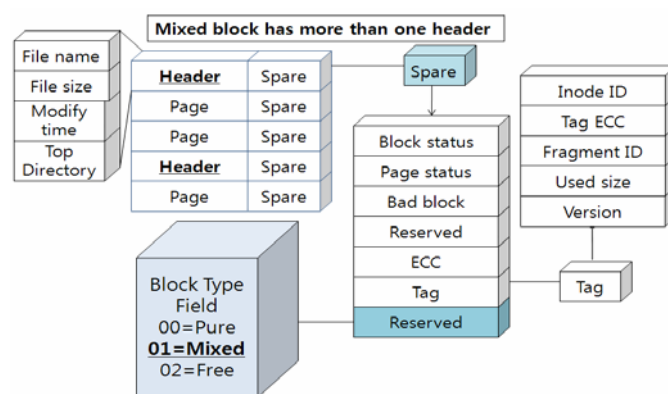 Mixed block has more than one header
File name
File size
Modify
time
Top
Directory
Header Spare
Page Spare
Page Spare
Header Spare
Page Spare
Spare
Block status
Page status
Bad block
Reserved
ECC
Tag
Reserved
Inode ID
Tag ECC
Fragment ID
Used size
Version
Tag
Block Type
Field
00=Pure
01=Mixed
02=Free